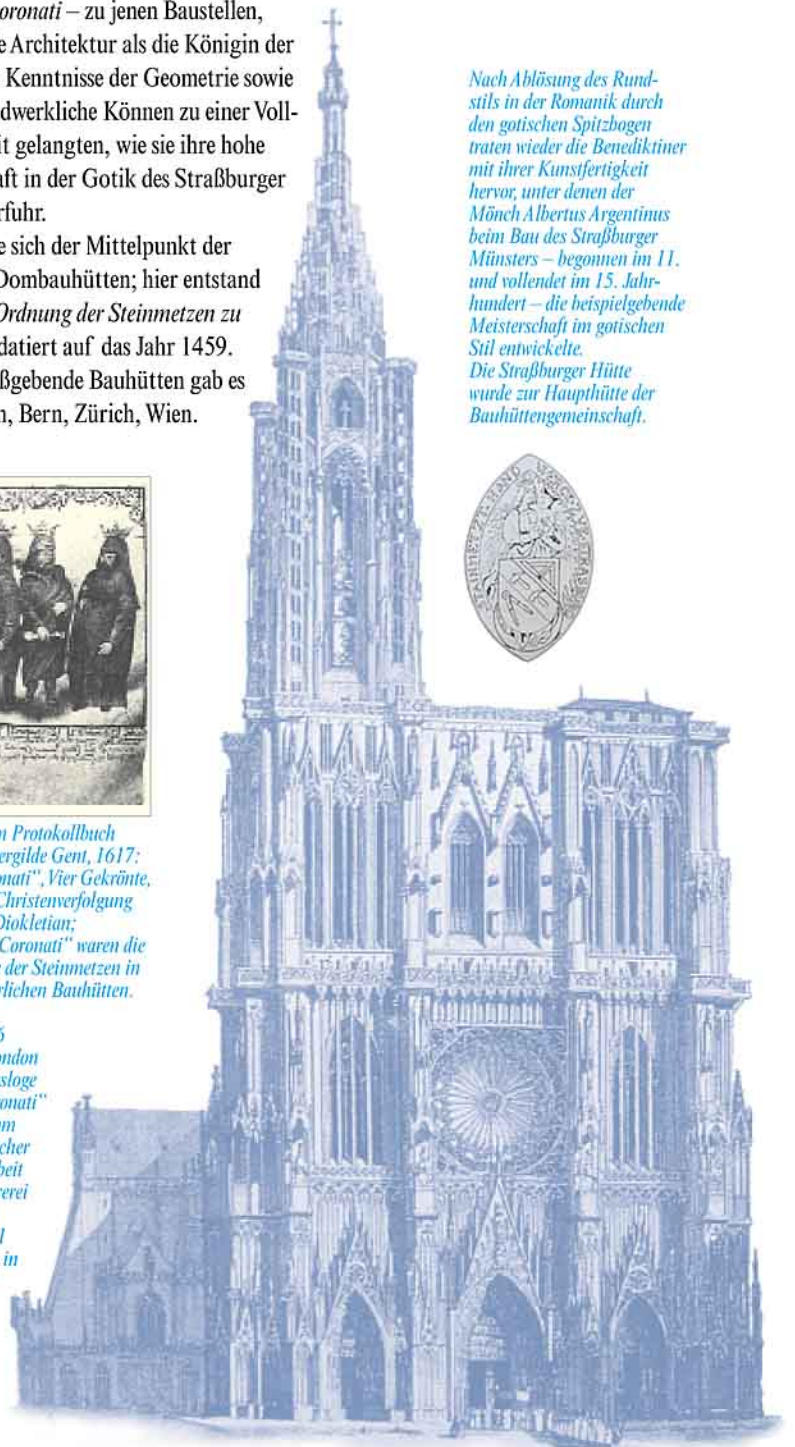 oronati – zu jenen Baustellen,
e Architektur als die Königin der
Kenntnisse der Geometrie sowie
dwerkliche Können zu einer Voll-
it gelangten, wie sie ihre hohe
aft in der Gotik des Straßburger
rfuhr.
e sich der Mittelpunkt der
Dombauhütten; hier entstand
Ordnung der Steinmetzen zu
datiert auf das Jahr 1459.
ßgebende Bauhütten gab es
n, Bern, Zürich, Wien.
Nach Ablösung des Rund-
stils in der Romanik durch
den gotischen Spitzbogen
traten wieder die Benediktiner
mit ihrer Kunstfertigkeit
hervor, unter denen der
Mönch Albertus Argentinus
beim Bau des Straßburger
Münsters – begonnen im 11.
und vollendet im 15. Jahr-
hundert – die beispielgebende
Meisterschaft im gotischen
Stil entwickelte.
Die Straßburger Hütte
wurde zur Haupthütte der
Bauhüttengemeinschaft.
n Protokollbuch
ergilde Gent, 1617:
onati“, Vier Gekrönte,
Christenverfolgung
Diokletian;
Coronati“ waren die
e der Steinmetzen in
rlichen Bauhütten.
6
ondon
sloge
onati“
um
cher
beit
rerei
l
in